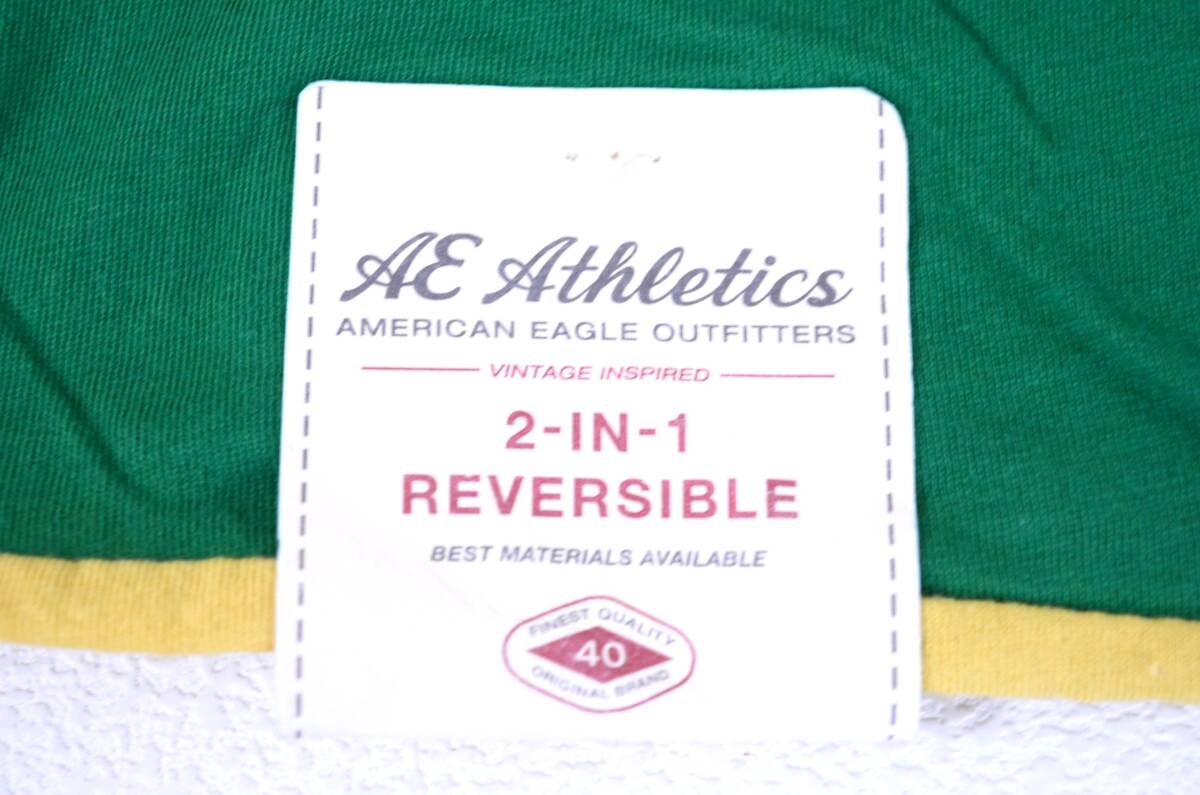 AE Athletics
AMERICAN EAGLE OUTFITTERS
VINTAGE INSPIRED
2-IN-1
REVERSIBLE
BEST MATERIALS AVAILABLE
FINEST QUALITY
40
ORIGINAL BRAND